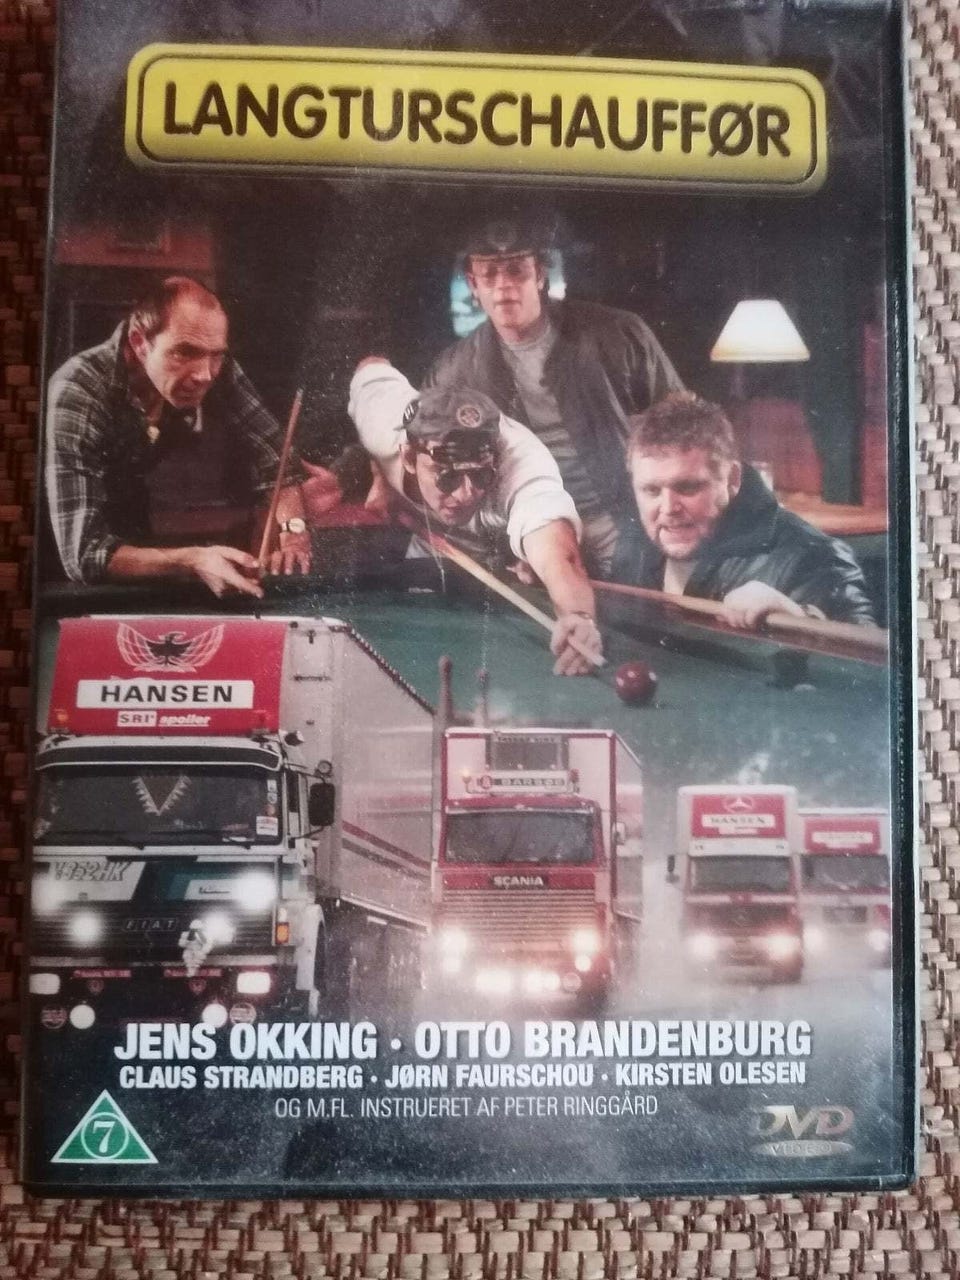 LANGTURSCHAUFFØR
HANSEN
S.R.I spoiler
FIAT
SCANIA
HANSEN
JENS OKKING · OTTO BRANDENBURG
CLAUS STRANDBERG · JØRN FAURSCHOU · KIRSTEN OLESEN
OG M.FL. INSTRUERET AF PETER RINGGÅRD
7
DVD
VIDEO